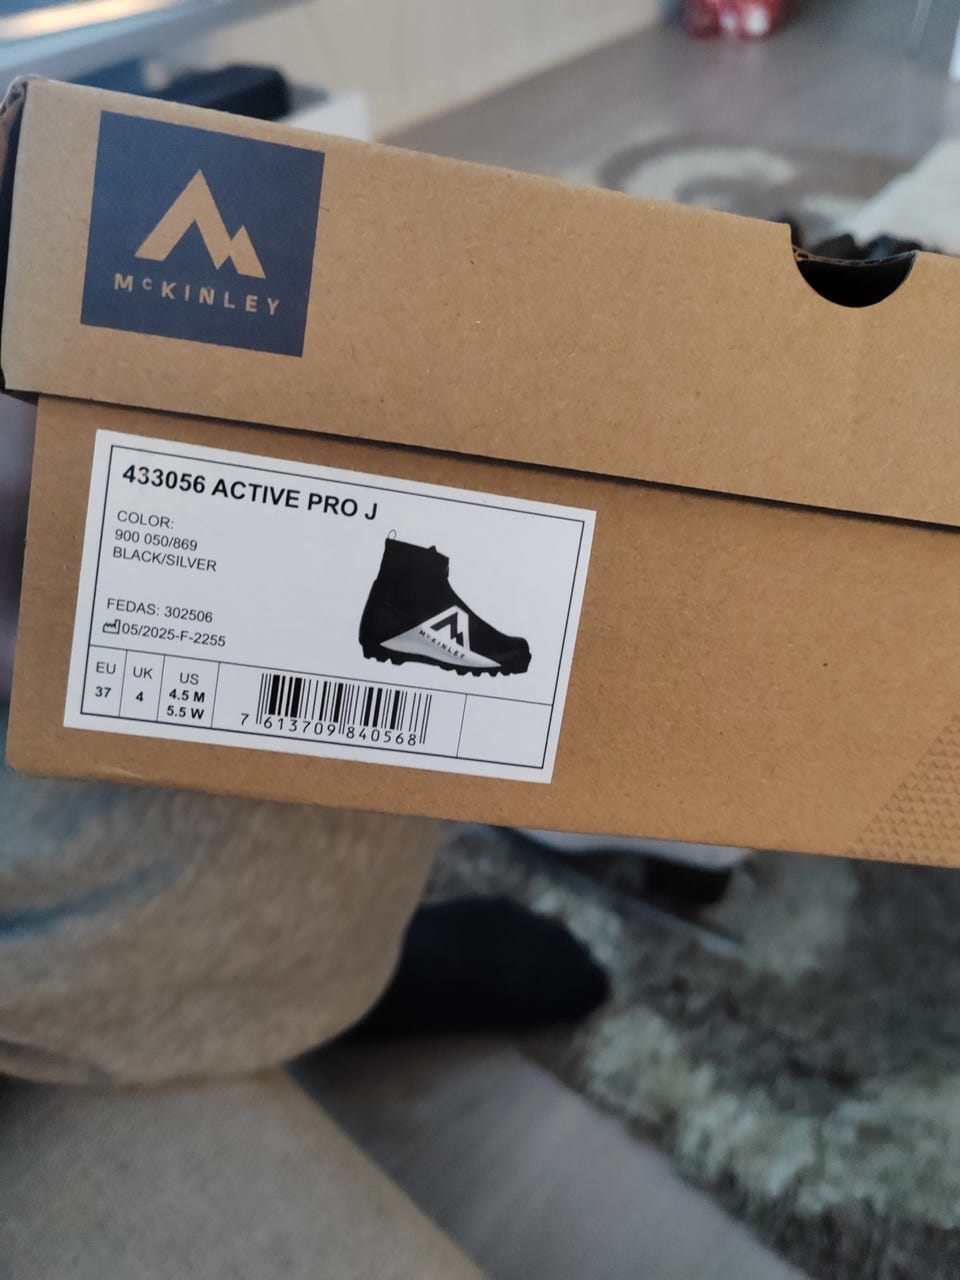 McKINLEY
433056 ACTIVE PRO J
COLOR:
900 050/869
BLACK/SILVER
McKINLEY
FEDAS: 302506
05/2025-F-2255
EU
37
UK
4
US
4.5 M
5.5 W
7 613709 840568